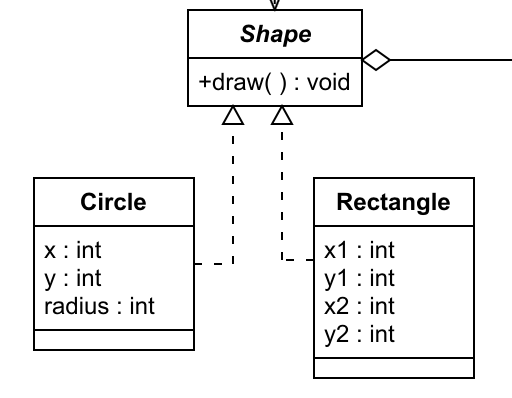 Shape
+draw( ) : void
Circle
x : int
y : int
radius : int
Rectangle
x1 : int
y1 : int
x2 : int
y2 : int